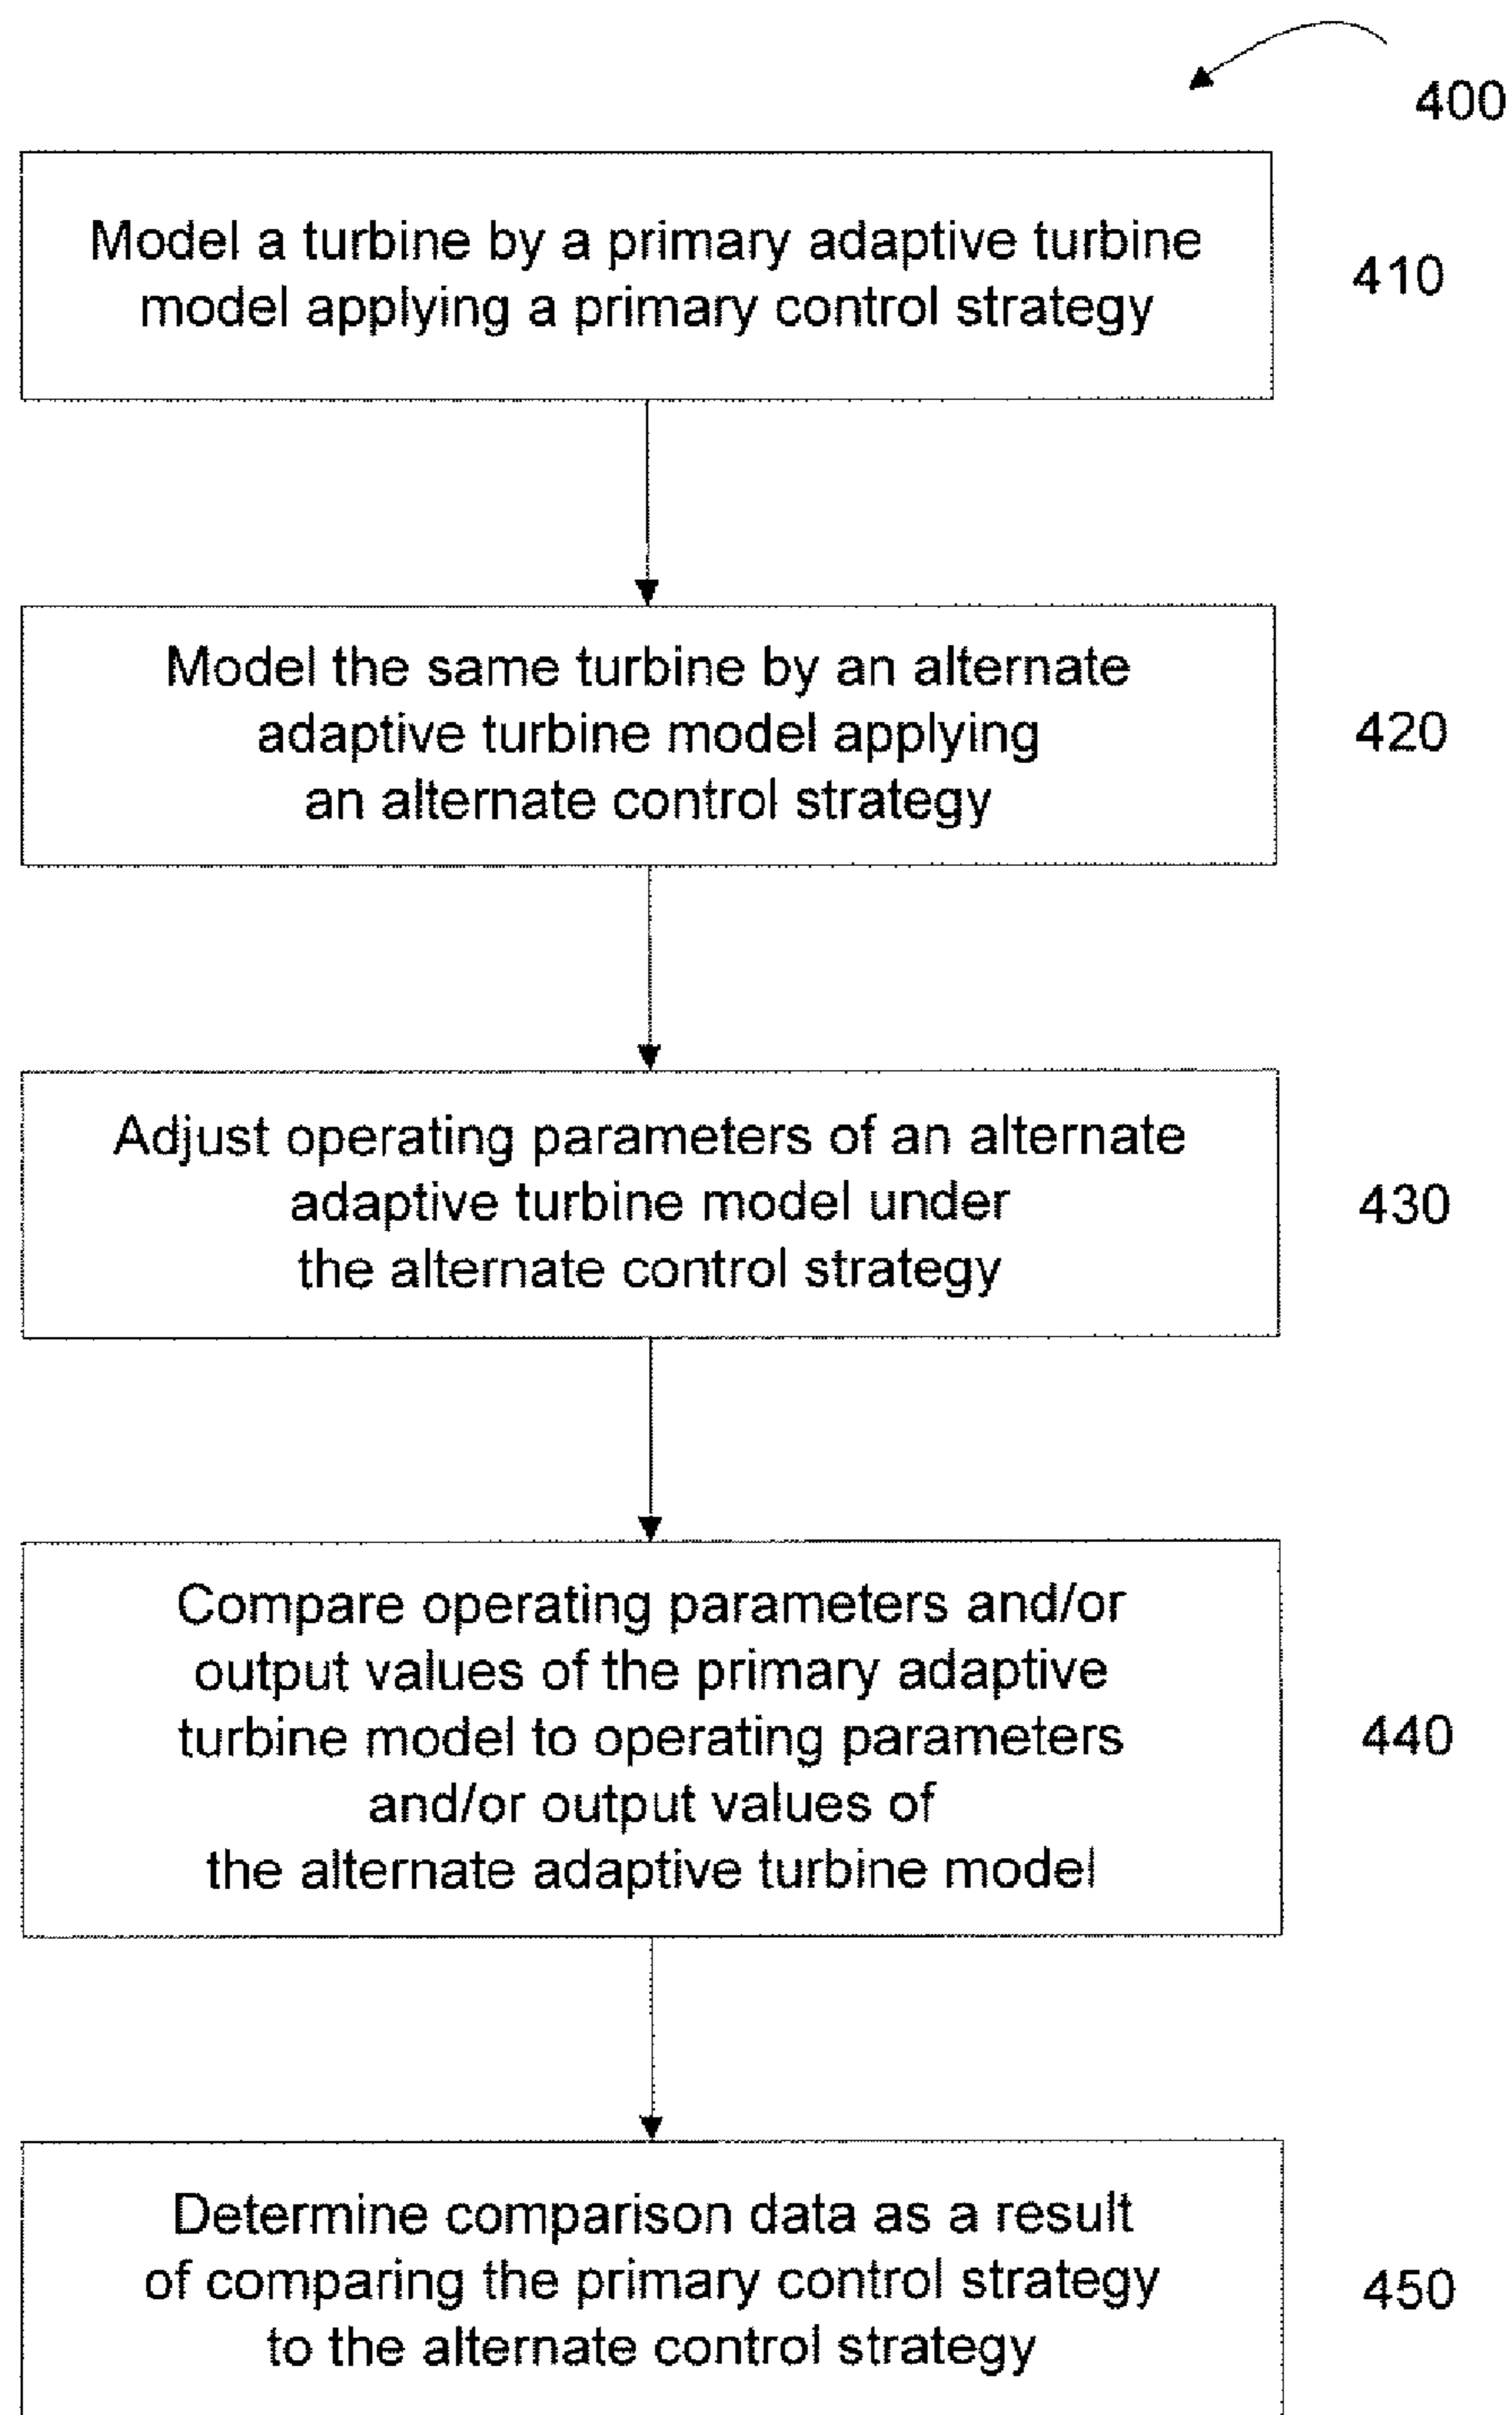 400
Model a turbine by a primary adaptive turbine
model applying a primary control strategy
410
Model the same turbine by an alternate
adaptive turbine model applying
an alternate control strategy
420
Adjust operating parameters of an alternate
adaptive turbine model under
the alternate control strategy
430
Compare operating parameters and/or
output values of the primary adaptive
turbine model to operating parameters
and/or output values of
the alternate adaptive turbine model
440
Determine comparison data as a result
of comparing the primary control strategy
to the alternate control strategy
450